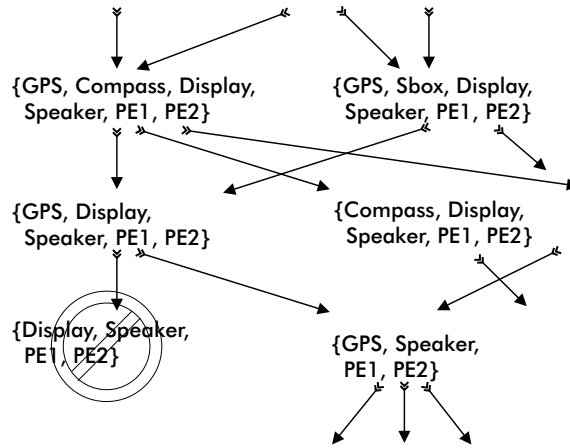 {GPS, Compass, Display,
Speaker, PE1, PE2}
{GPS, Sbox, Display,
Speaker, PE1, PE2}
{GPS, Display,
Speaker, PE1, PE2}
{Compass, Display,
Speaker, PE1, PE2}
{Display, Speaker,
PE1, PE2}
{GPS, Speaker,
PE1, PE2}